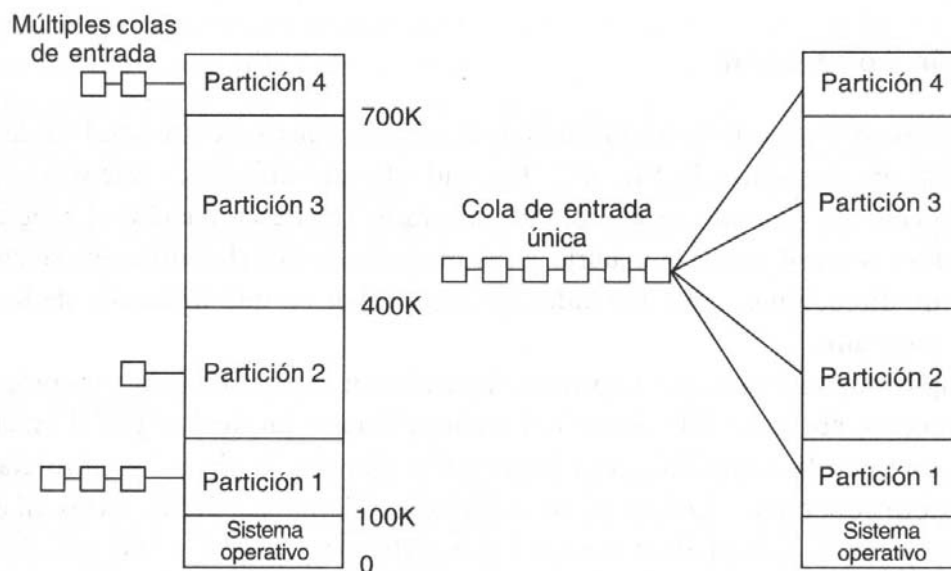 Múltiples colas
de entrada
Partición 4
700K
Partición 3
400K
Partición 2
Partición 1
100K
Sistema
operativo
0
Cola de entrada
única
Partición 4
Partición 3
Partición 2
Partición 1
Sistema
operativo